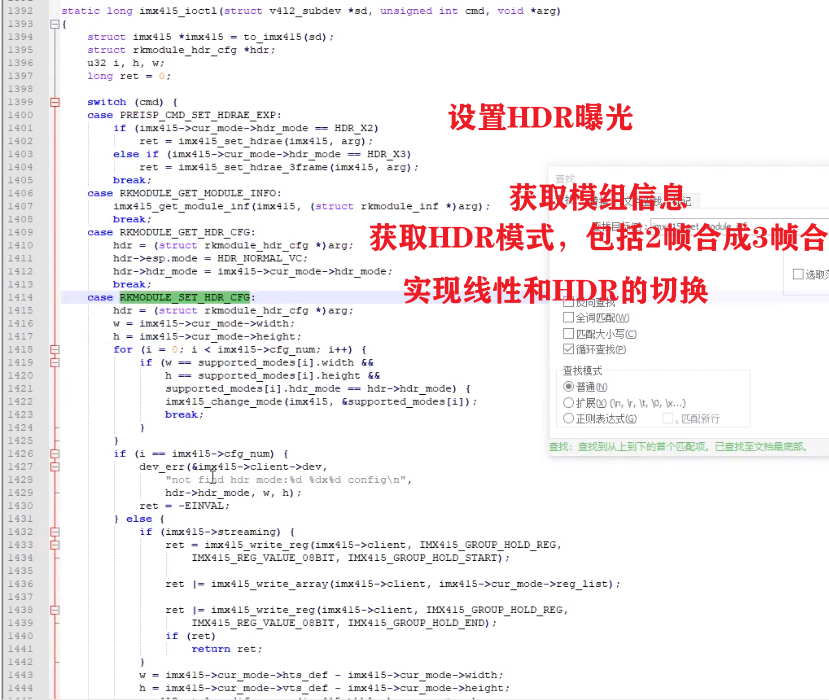 1392 static long imx415_ioctl(struct v4l2_subdev *sd, unsigned int cmd, void *arg)
1393 {
1394 struct imx415 *imx415 = to_imx415(sd);
1395 struct rkmodule_hdr_cfg *hdr;
1396 u32 i, h, w;
1397 long ret = 0;
1398
1399 switch (cmd) {
1400 case PREISP_CMD_SET_HDRAE_EXP:
设置HDR曝光
1401 if (imx415->cur_mode->hdr_mode == HDR_X2)
1402 ret = imx415_set_hdrae(imx415, arg);
1403 else if (imx415->cur_mode->hdr_mode == HDR_X3)
1404 ret = imx415_set_hdrae_3frame(imx415, arg);
1405 break;
查找
1406 case RKMODULE_GET_MODULE_INFO:
获取模组信息
1407 imx415_get_module_inf(imx415, (struct rkmodule_inf *)arg);
1408 break;
1409 case RKMODULE_GET_HDR_CFG:
获取HDR模式，包括2帧合成3帧合
1410 hdr = (struct rkmodule_hdr_cfg *)arg;
1411 hdr->esp.mode = HDR_NORMAL_VC;
1412 hdr->hdr_mode = imx415->cur_mode->hdr_mode;
选取
1413 break;
1414 case RKMODULE_SET_HDR_CFG:
实现线性和HDR的切换
反向查找
1415 hdr = (struct rkmodule_hdr_cfg *)arg;
1416 w = imx415->cur_mode->width;
全词匹配(W)
1417 h = imx415->cur_mode->height;
匹配大小写(C)
1418 for (i = 0; i < imx415->cfg_num; i++) {
循环查找(P)
1419 if (w == supported_modes[i].width &&
1420 h == supported_modes[i].height &&
查找模式
1421 supported_modes[i].hdr_mode == hdr->hdr_mode) {
普通(N)
1422 imx415_change_mode(imx415, &supported_modes[i]);
扩展(X) (\n, \r, \t, \0, \x...)
1423 break;
正则表达式(G) . 匹配新行
1424 }
1425 }
1426 if (i == imx415->cfg_num) {
查找：查找到从上到下的首个匹配项。已查找至文档最底部。
1427 dev_err(&imx415->client->dev,
1428 "not find hdr mode:%d %dx%d config\n",
1429 hdr->hdr_mode, w, h);
1430 ret = -EINVAL;
1431 } else {
1432 if (imx415->streaming) {
1433 ret = imx415_write_reg(imx415->client, IMX415_GROUP_HOLD_REG,
1434 IMX415_REG_VALUE_08BIT, IMX415_GROUP_HOLD_START);
1435
1436 ret |= imx415_write_array(imx415->client, imx415->cur_mode->reg_list);
1437
1438 ret |= imx415_write_reg(imx415->client, IMX415_GROUP_HOLD_REG,
1439 IMX415_REG_VALUE_08BIT, IMX415_GROUP_HOLD_END);
1440 if (ret)
1441 return ret;
1442 }
1443 w = imx415->cur_mode->hts_def - imx415->cur_mode->width;
1444 h = imx415->cur_mode->vts_def - imx415->cur_mode->height;